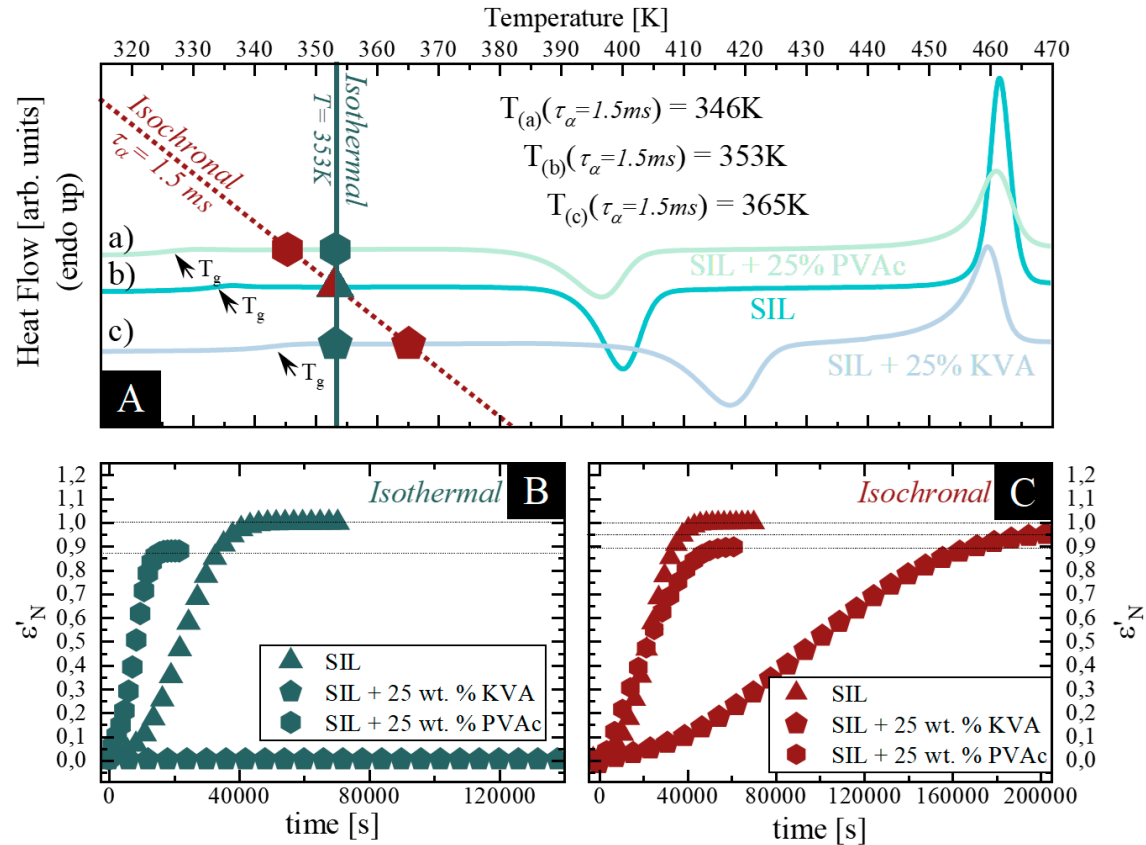 Temperature [K]
320 330 340 350 360 370 380 390 400 410 420 430 440 450 460 470
Heat Flow [arb. units]
(endo up)
Isochronal
τα = 1.5 ms
Isothermal
T = 353K
T(a)(τα=1.5ms) = 346K
T(b)(τα=1.5ms) = 353K
T(c)(τα=1.5ms) = 365K
a)
Tg
SIL + 25% PVAc
b)
Tg
SIL
c)
Tg
SIL + 25% KVA
A
Isothermal
B
ε'N
1,2
1,1
1,0
0,9
0,8
0,7
0,6
0,5
0,4
0,3
0,2
0,1
0,0
SIL
SIL + 25 wt. % KVA
SIL + 25 wt. % PVAc
0 40000 80000 120000
time [s]
Isochronal
C
1,2
1,1
1,0
0,9
0,8
0,7
0,6
0,5
0,4
0,3
0,2
0,1
0,0
ε'N
SIL
SIL + 25 wt. % KVA
SIL + 25 wt. % PVAc
0 40000 80000 120000 160000 200000
time [s]